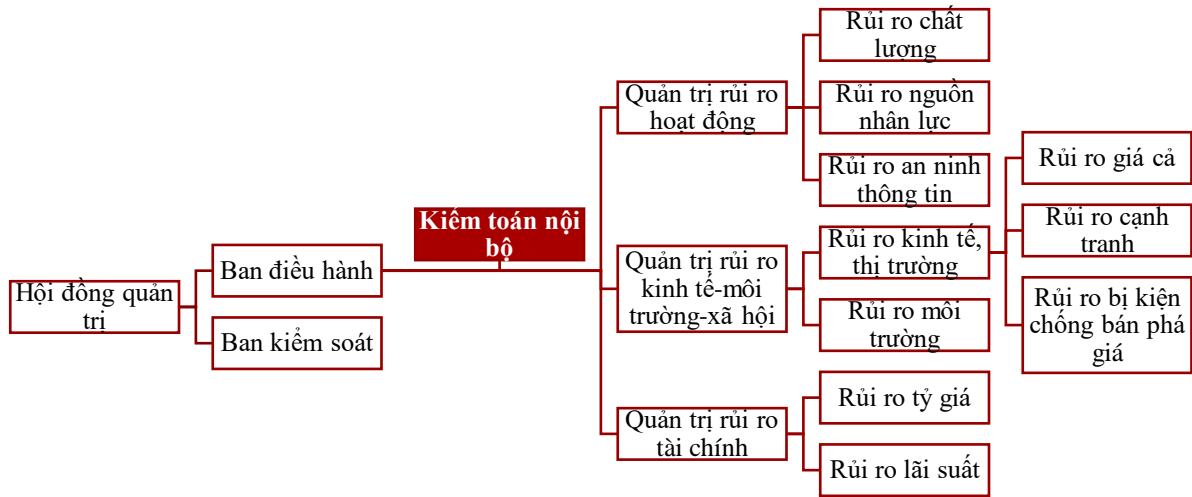 Hội đồng quản
trị
Ban điều hành
Ban kiểm soát
Kiểm toán nội
bộ
Quản trị rủi ro
hoạt động
Rủi ro chất
lượng
Rủi ro nguồn
nhân lực
Rủi ro an ninh
thông tin
Quản trị rủi ro
kinh tế-môi
trường-xã hội
Rủi ro kinh tế,
thị trường
Rủi ro giá cả
Rủi ro cạnh
tranh
Rủi ro bị kiện
chống bán phá
giá
Rủi ro môi
trường
Quản trị rủi ro
tài chính
Rủi ro tỷ giá
Rủi ro lãi suất